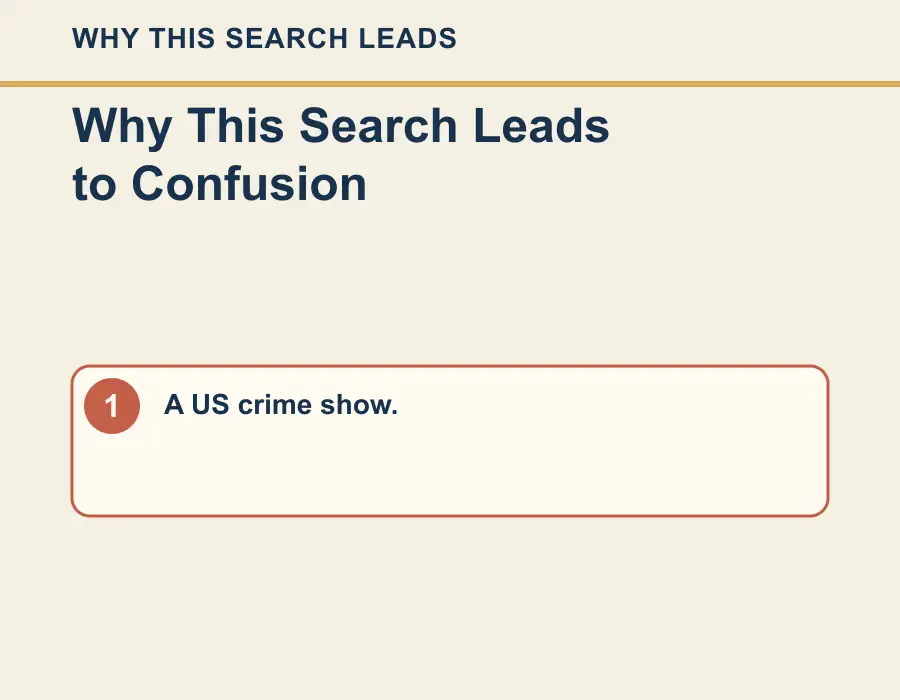 WHY THIS SEARCH LEADS
Why This Search Leads
to Confusion
1 A US crime show.